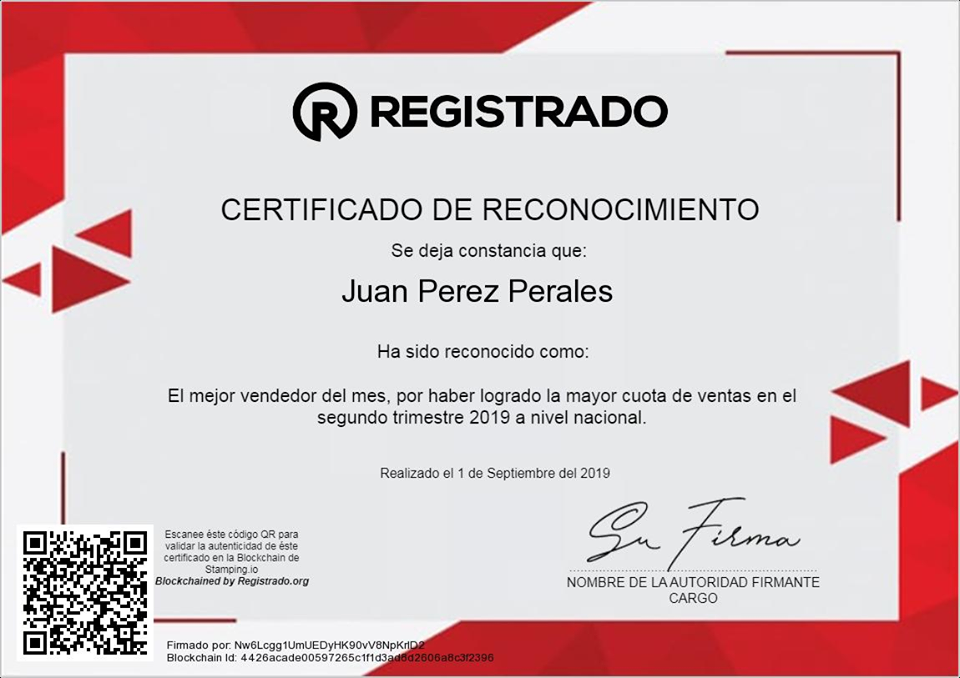 REGISTRADO
CERTIFICADO DE RECONOCIMIENTO
Se deja constancia que:
Juan Perez Perales
Ha sido reconocido como:
El mejor vendedor del mes, por haber logrado la mayor cuota de ventas en el
segundo trimestre 2019 a nivel nacional.
Realizado el 1 de Septiembre del 2019
Su Firma
NOMBRE DE LA AUTORIDAD FIRMANTE
CARGO
Escanee éste código QR para
validar la autenticidad de éste
certificado en la Blockchain de
Stamping.io
Blockchained by Registrado.org
Firmado por: Nw6Lcgg1UmUEDyHK90vV8NpKrlD2
Blockchain Id: 4426acade00597265c1f1d3ad8d2606a8c3f2396